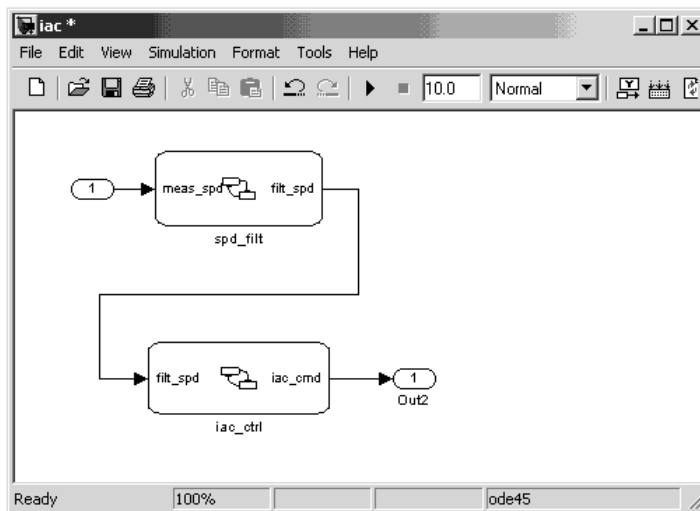 iac *
File Edit View Simulation Format Tools Help
10.0 Normal
1 meas_spd filt_spd
spd_filt
filt_spd iac_cmd 1
Out2
iac_ctrl
Ready 100% ode45